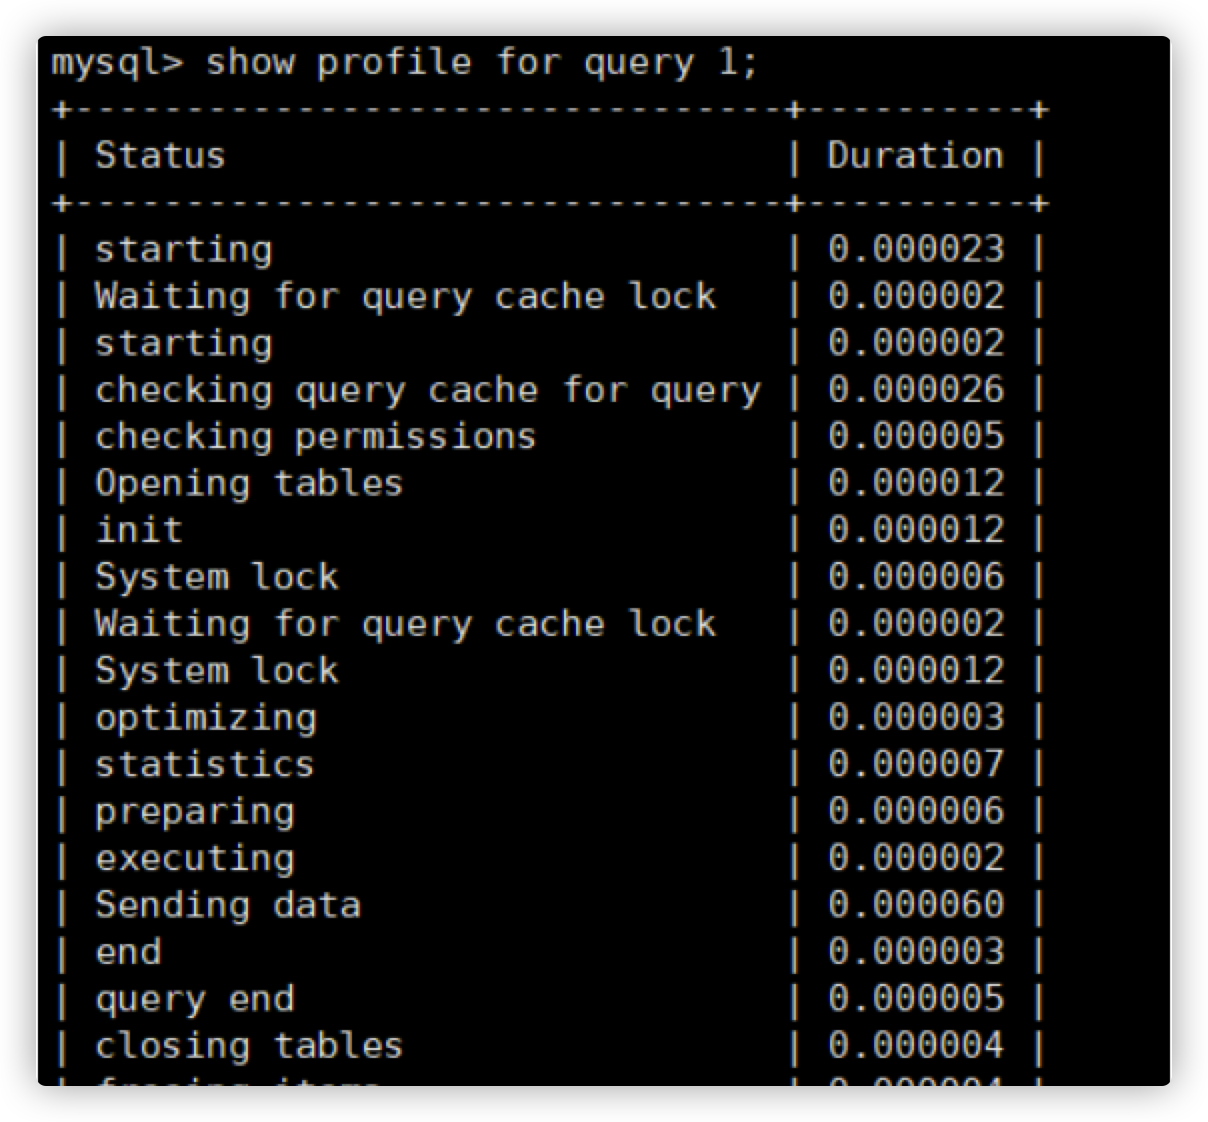 mysql> show profile for query 1;
+--------------------------------+----------+
| Status                         | Duration |
+--------------------------------+----------+
| starting                       | 0.000023 |
| Waiting for query cache lock   | 0.000002 |
| starting                       | 0.000002 |
| checking query cache for query | 0.000026 |
| checking permissions           | 0.000005 |
| Opening tables                 | 0.000012 |
| init                           | 0.000012 |
| System lock                    | 0.000006 |
| Waiting for query cache lock   | 0.000002 |
| System lock                    | 0.000012 |
| optimizing                     | 0.000003 |
| statistics                     | 0.000007 |
| preparing                      | 0.000006 |
| executing                      | 0.000002 |
| Sending data                   | 0.000060 |
| end                            | 0.000003 |
| query end                      | 0.000005 |
| closing tables                 | 0.000004 |